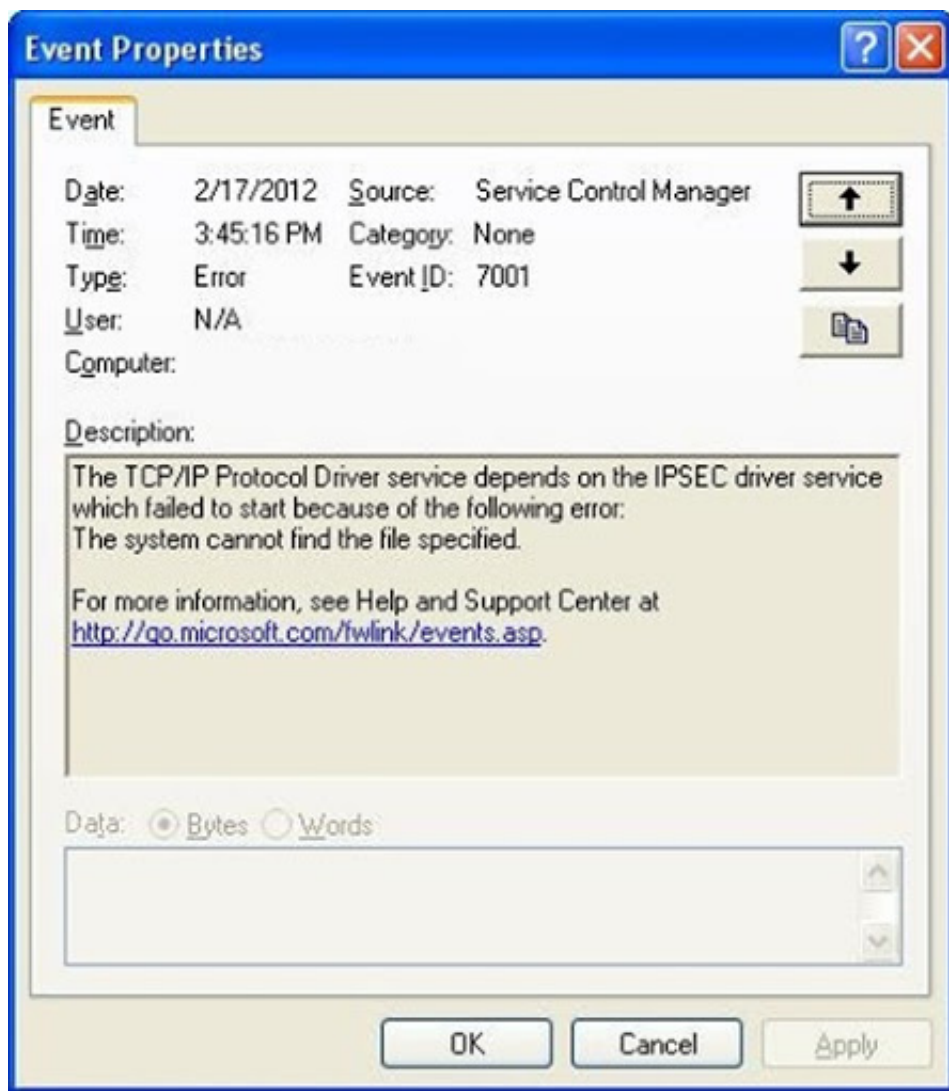 Event Properties
Event
Date: 2/17/2012 Source: Service Control Manager
Time: 3:45:16 PM Category: None
Type: Error Event ID: 7001
User: N/A
Computer:
Description:
The TCP/IP Protocol Driver service depends on the IPSEC driver service
which failed to start because of the following error:
The system cannot find the file specified.
For more information, see Help and Support Center at
http://go.microsoft.com/fwlink/events.asp.
Data: Bytes Words
OK Cancel Apply